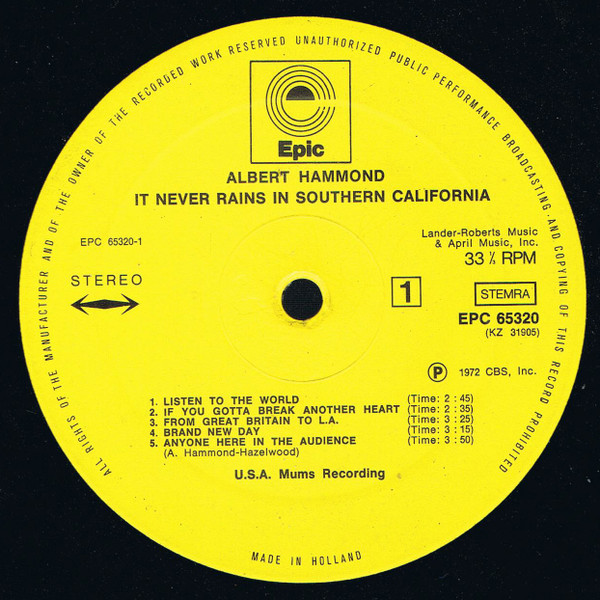 ALL RIGHTS OF THE MANUFACTURER AND OF THE OWNER OF THE RECORDED WORK RESERVED UNAUTHORIZED PUBLIC PERFORMANCE BROADCASTING AND COPYING OF THIS RECORD PROHIBITED
Epic
ALBERT HAMMOND
IT NEVER RAINS IN SOUTHERN CALIFORNIA
EPC 65320-1
STEREO
Lander-Roberts Music
& April Music, Inc.
33 ⅓ RPM
1
STEMRA
EPC 65320
(KZ 31905)
Ⓟ 1972 CBS, Inc.
1. LISTEN TO THE WORLD (Time: 2 : 45)
2. IF YOU GOTTA BREAK ANOTHER HEART (Time: 2 : 35)
3. FROM GREAT BRITAIN TO L.A. (Time: 3 : 25)
4. BRAND NEW DAY (Time: 3 : 15)
5. ANYONE HERE IN THE AUDIENCE (Time: 3 : 50)
(A. Hammond-Hazelwood)
U.S.A. Mums Recording
MADE IN HOLLAND